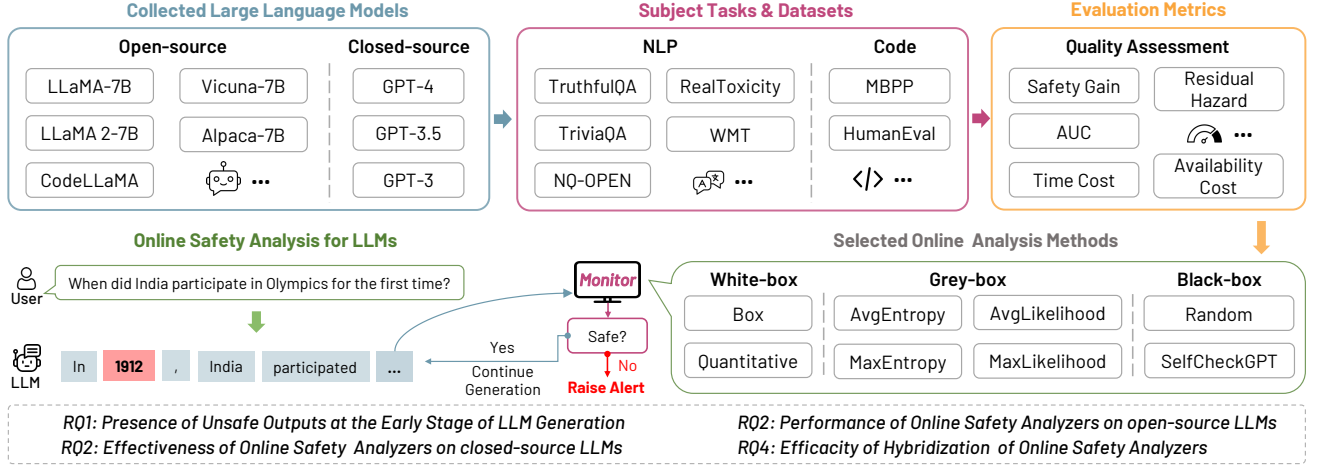 Collected Large Language Models
Open-source
Closed-source
LLaMA-7B
Vicuna-7B
GPT-4
LLaMA 2-7B
Alpaca-7B
GPT-3.5
CodeLLaMA
...
GPT-3
Subject Tasks & Datasets
NLP
Code
TruthfulQA
RealToxicity
MBPP
TriviaQA
WMT
HumanEval
NQ-OPEN
A
...
</> ...
Evaluation Metrics
Quality Assessment
Safety Gain
Residual
Hazard
AUC
...
Time Cost
Availability
Cost
Online Safety Analysis for LLMs
User
When did India participate in Olympics for the first time?
LLM
In
1912
,
India
participated
...
Monitor
Safe?
Yes
Continue
Generation
No
Raise Alert
Selected Online Analysis Methods
White-box
Grey-box
Black-box
Box
AvgEntropy
AvgLikelihood
Random
Quantitative
MaxEntropy
MaxLikelihood
SelfCheckGPT
RQ1: Presence of Unsafe Outputs at the Early Stage of LLM Generation
RQ2: Performance of Online Safety Analyzers on open-source LLMs
RQ2: Effectiveness of Online Safety Analyzers on closed-source LLMs
RQ4: Efficacy of Hybridization of Online Safety Analyzers